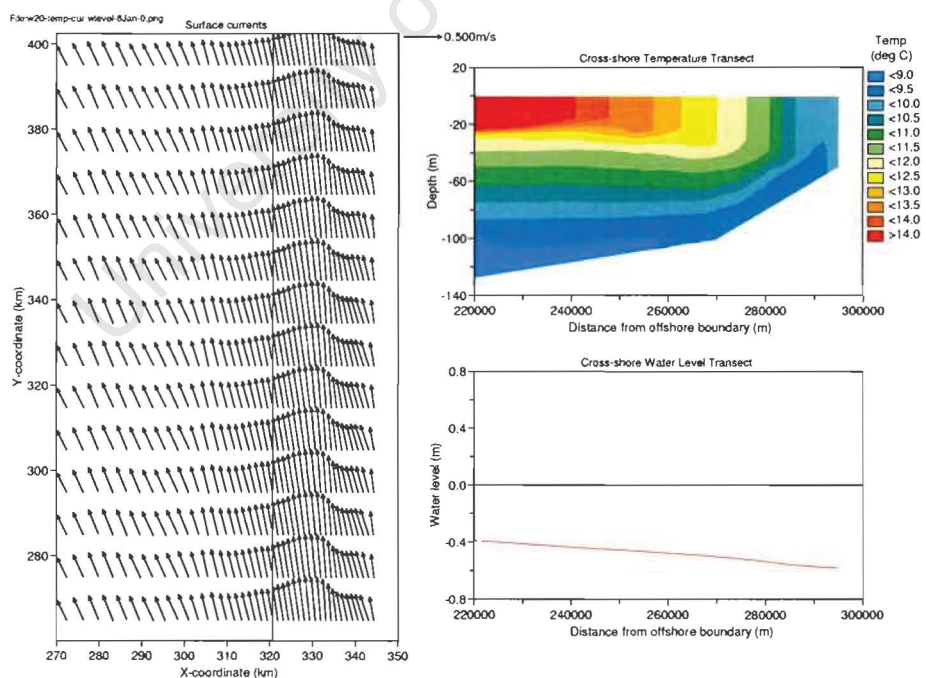 Surface currents
400
380
360
340
320
300
280
270 280 290 300 310 320 330 340 350
X-coordinate (km)
Y-coordinate (km)
0.500m/s
University of
Cross-shore Temperature Transect
20
-20
-60
-100
-140
220000 240000 260000 280000 300000
Distance from offshore boundary (m)
Depth (m)
Temp
(deg C)
<9.0
<9.5
<10.0
<10.5
<11.0
<11.5
<12.0
<12.5
<13.0
<13.5
<14.0
>14.0
Cross-shore Water Level Transect
0.8
0.4
0.0
-0.4
-0.8
220000 240000 260000 280000 300000
Distance from offshore boundary (m)
Water level (m)